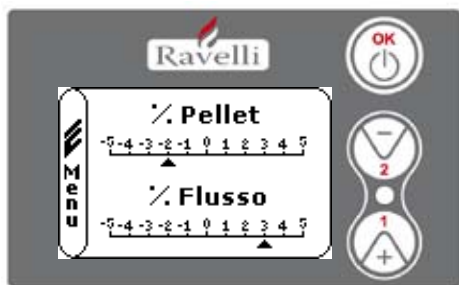 Ravelli
OK
Menu
⁒ Pellet
-5 -4 -3 -2 -1 0 1 2 3 4 5
⁒ Flusso
-5 -4 -3 -2 -1 0 1 2 3 4 5
−
2
1
+